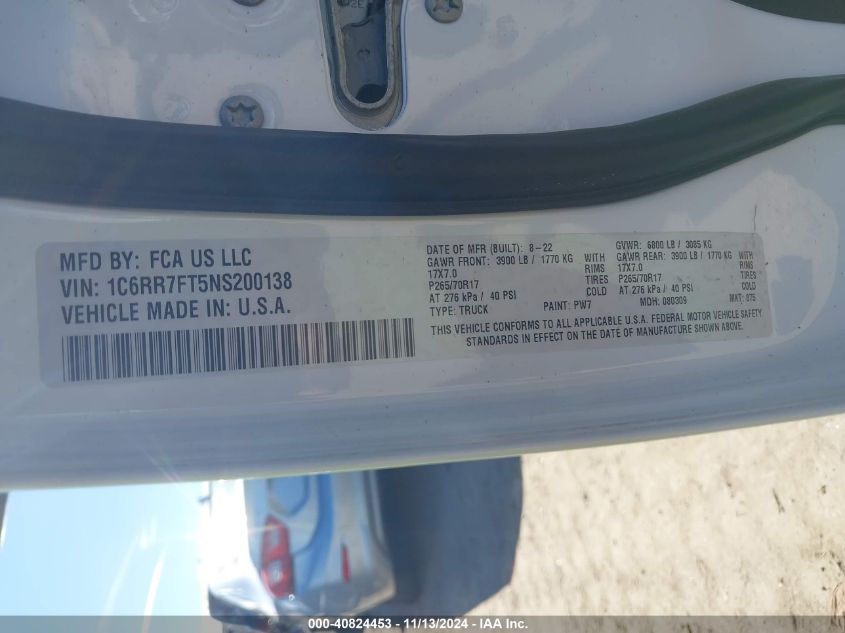 MFD BY: FCA US LLC
VIN: 1C6RR7FT5NS200138
VEHICLE MADE IN: U.S.A.
DATE OF MFR (BUILT): 8-22 GVWR: 6800 LB / 3085 KG
GAWR FRONT: 3900 LB / 1770 KG WITH GAWR REAR: 3900 LB / 1770 KG WITH
17X7.0 RIMS 17X7.0 RIMS
P265/70R17 TIRES P265/70R17 TIRES
AT 276 kPa / 40 PSI COLD AT 276 kPa / 40 PSI COLD
TYPE: TRUCK PAINT: PW7 MDH: 080309 MAT: 075
THIS VEHICLE CONFORMS TO ALL APPLICABLE U.S.A. FEDERAL MOTOR VEHICLE SAFETY
STANDARDS IN EFFECT ON THE DATE OF MANUFACTURE SHOWN ABOVE.
000-40824453 - 11/13/2024 - IAA Inc.